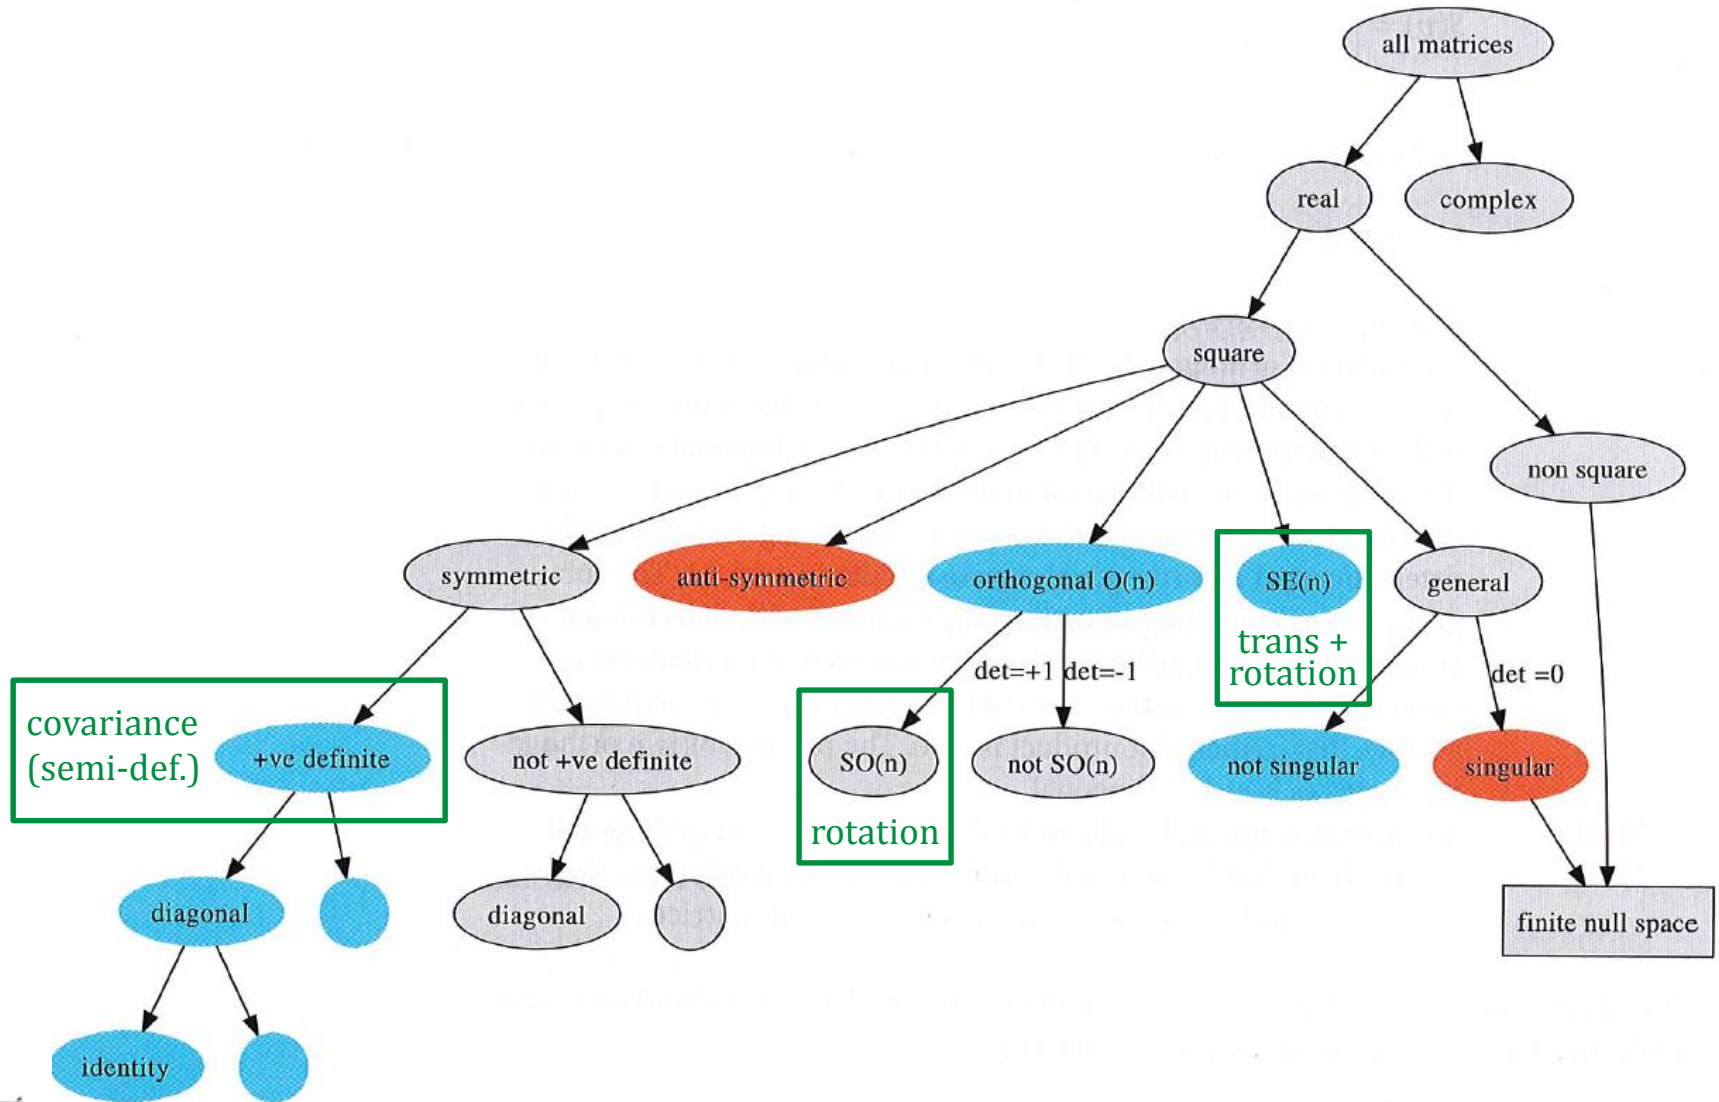 all matrices
real
complex
square
non square
symmetric
anti-symmetric
orthogonal O(n)
SE(n)
general
trans +
rotation
det=+1
det=-1
det =0
covariance
(semi-def.)
+ve definite
not +ve definite
SO(n)
not SO(n)
not singular
singular
rotation
diagonal
diagonal
finite null space
identity